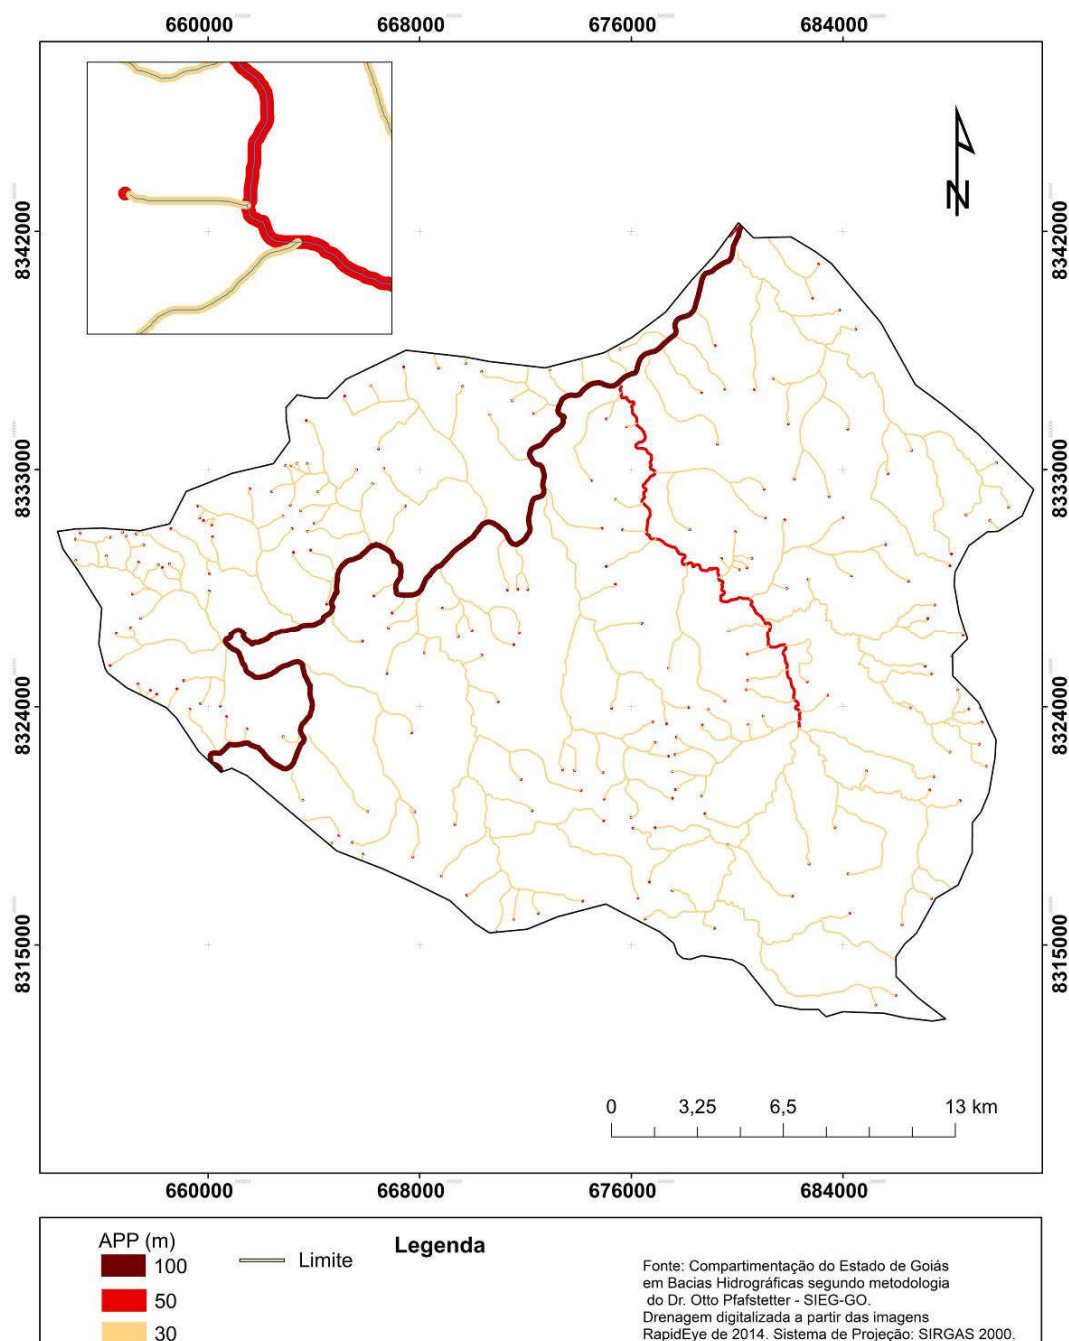 660000 668000 676000 684000
N
8342000 8342000
8333000 8333000
8324000 8324000
8315000 8315000
0 3,25 6,5 13 km
660000 668000 676000 684000
Legenda
APP (m)
100
50
30
Limite
Fonte: Compartimentação do Estado de Goiás
em Bacias Hidrográficas segundo metodologia
do Dr. Otto Pfafstetter - SIEG-GO.
Drenagem digitalizada a partir das imagens
RapidEye de 2014. Sistema de Projeção: SIRGAS 2000.